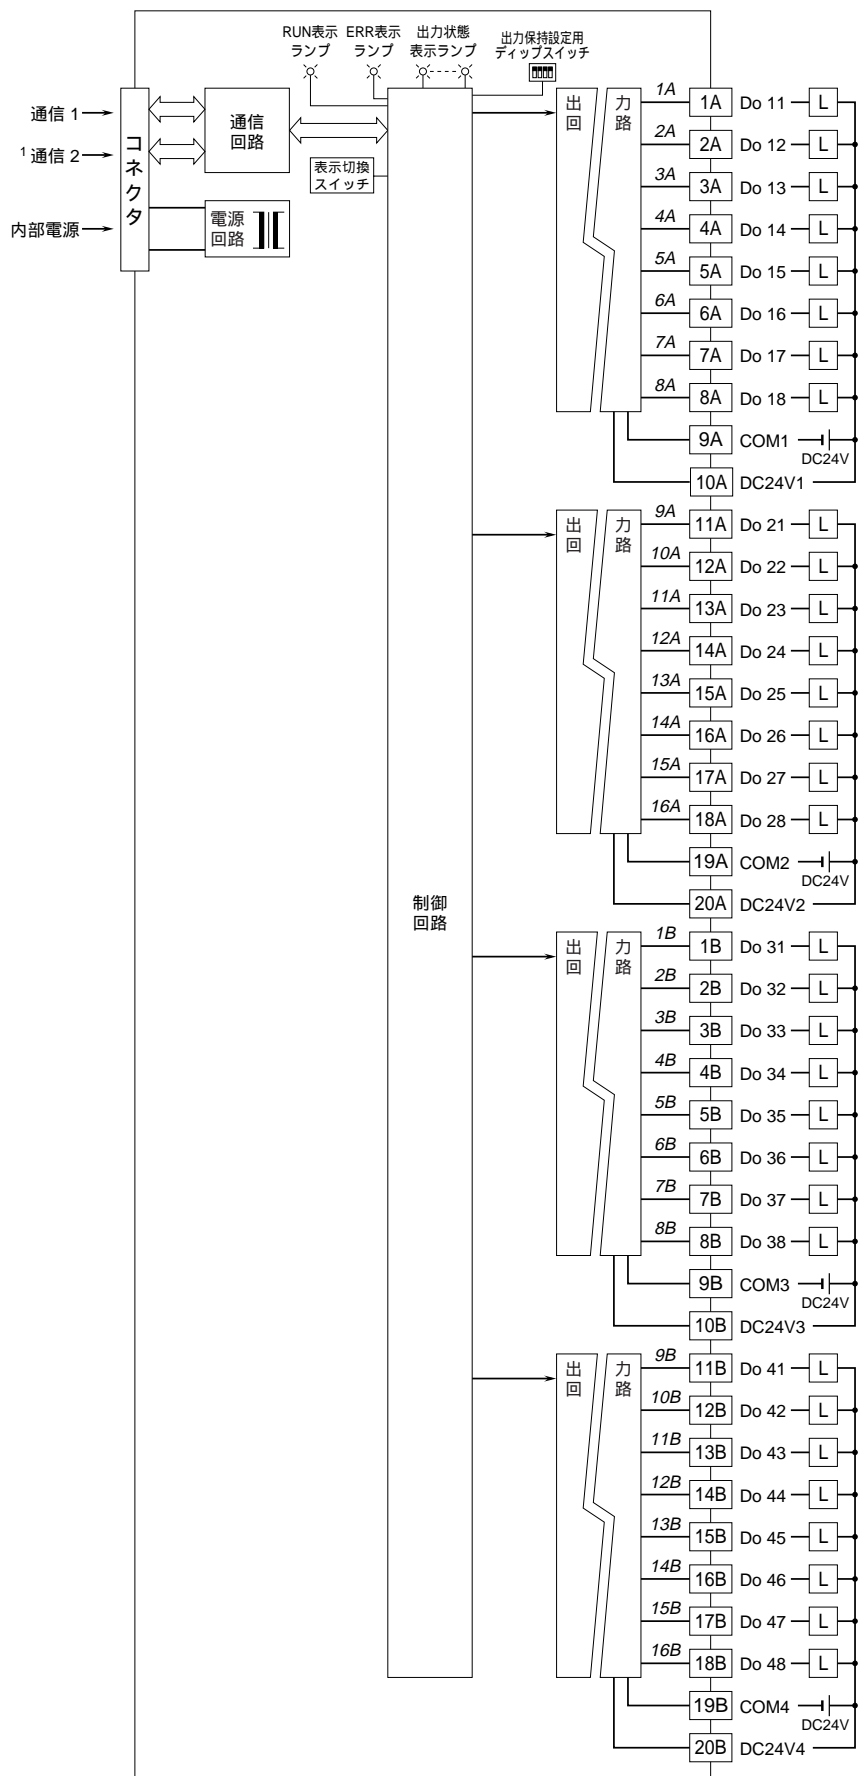 RUN表示
ランプ
ERR表示
ランプ
出力状態
表示ランプ
出力保持設定用
ディップスイッチ
通信 1
1 通信 2
内部電源
コネクタ
通信
回路
表示切換
スイッチ
電源
回路
制御
回路
出 力
回 路
1A 1A Do 11 L
2A 2A Do 12 L
3A 3A Do 13 L
4A 4A Do 14 L
5A 5A Do 15 L
6A 6A Do 16 L
7A 7A Do 17 L
8A 8A Do 18 L
9A COM1
DC24V
10A DC24V1
出 力
回 路
9A 11A Do 21 L
10A 12A Do 22 L
11A 13A Do 23 L
12A 14A Do 24 L
13A 15A Do 25 L
14A 16A Do 26 L
15A 17A Do 27 L
16A 18A Do 28 L
19A COM2
DC24V
20A DC24V2
出 力
回 路
1B 1B Do 31 L
2B 2B Do 32 L
3B 3B Do 33 L
4B 4B Do 34 L
5B 5B Do 35 L
6B 6B Do 36 L
7B 7B Do 37 L
8B 8B Do 38 L
9B COM3
DC24V
10B DC24V3
出 力
回 路
9B 11B Do 41 L
10B 12B Do 42 L
11B 13B Do 43 L
12B 14B Do 44 L
13B 15B Do 45 L
14B 16B Do 46 L
15B 17B Do 47 L
16B 18B Do 48 L
19B COM4
DC24V
20B DC24V4